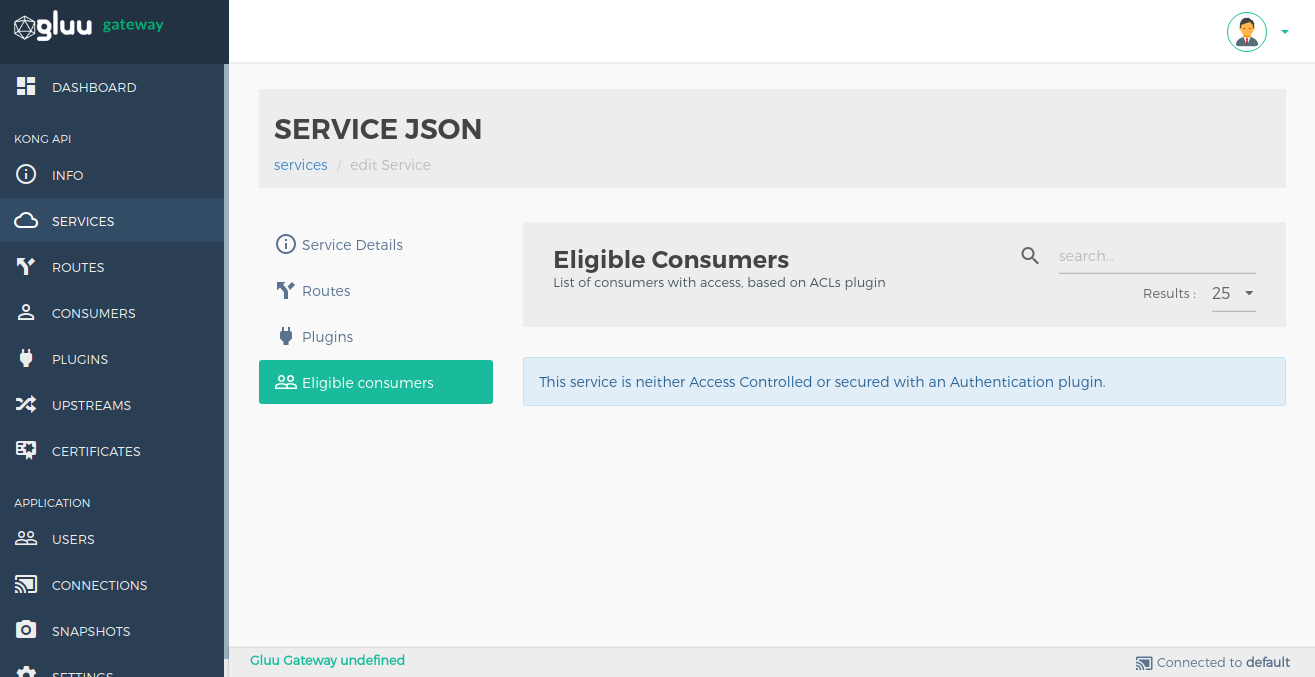 gluu gateway
DASHBOARD
KONG API
INFO
SERVICES
ROUTES
CONSUMERS
PLUGINS
UPSTREAMS
CERTIFICATES
APPLICATION
USERS
CONNECTIONS
SNAPSHOTS
SETTINGS
SERVICE JSON
services / edit Service
Service Details
Routes
Plugins
Eligible consumers
Eligible Consumers
List of consumers with access, based on ACLs plugin
search...
Results : 25
This service is neither Access Controlled or secured with an Authentication plugin.
Gluu Gateway undefined
Connected to default